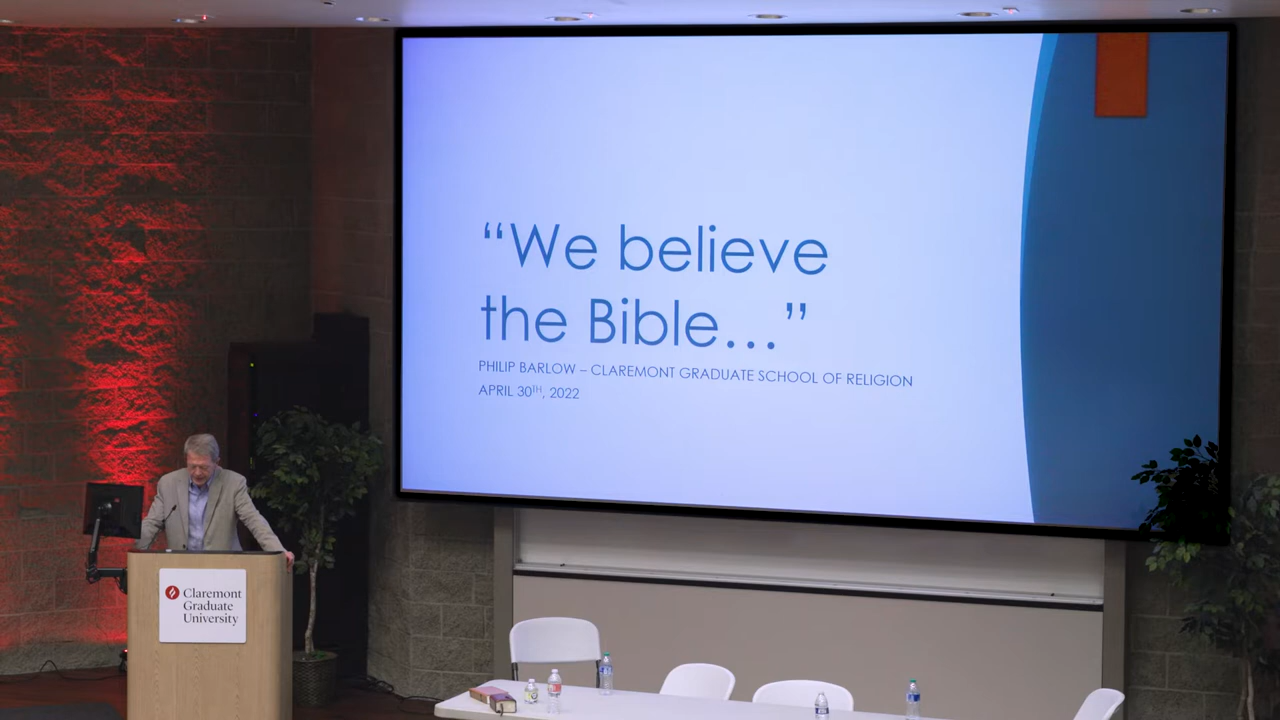 “We believe
the Bible...”
PHILIP BARLOW – CLAREMONT GRADUATE SCHOOL OF RELIGION
APRIL 30TH, 2022
Claremont
Graduate
University